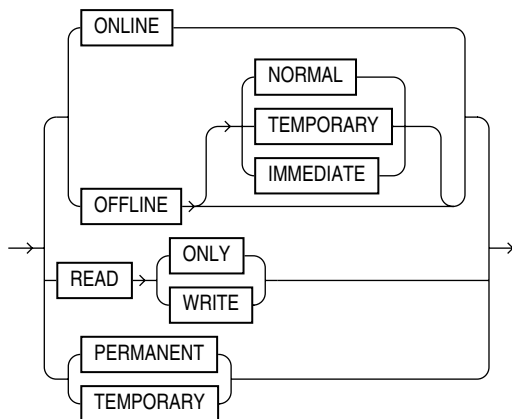 ONLINE
NORMAL
TEMPORARY
IMMEDIATE
OFFLINE
READ
ONLY
WRITE
PERMANENT
TEMPORARY